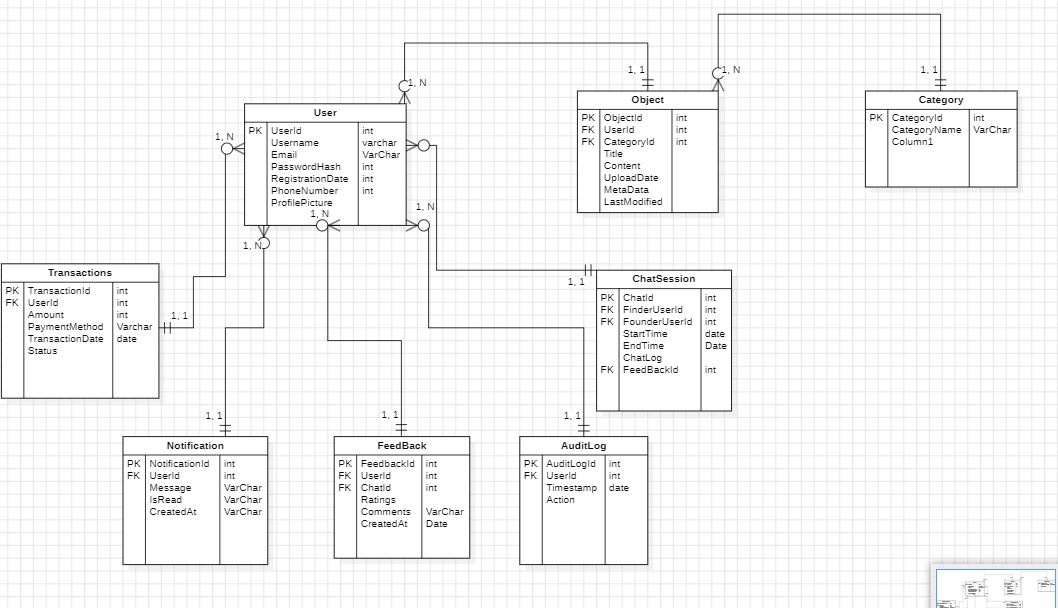 1, 1
1, 1
1, N
1, N
Object
PK ObjectId int
FK UserId int
FK CategoryId int
Title
Content
UploadDate
MetaData
LastModified
Category
PK CategoryId int
CategoryName VarChar
Column1
User
PK UserId int
Username varchar
Email VarChar
PasswordHash int
RegistrationDate int
PhoneNumber int
ProfilePicture
1, N
1, N
1, N
1, N
Transactions
PK TransactionId int
FK UserId int
Amount int
PaymentMethod Varchar
TransactionDate date
Status
1, 1
1, 1
ChatSession
PK ChatId int
FK FinderUserId int
FK FounderUserId int
StartTime date
EndTime Date
ChatLog
FK FeedBackId int
1, 1
1, 1
1, 1
Notification
PK NotificationId int
FK UserId int
Message VarChar
IsRead VarChar
CreatedAt VarChar
FeedBack
PK FeedbackId int
FK UserId int
FK ChatId int
Ratings
Comments VarChar
CreatedAt Date
AuditLog
PK AuditLogId int
FK UserId int
Timestamp date
Action